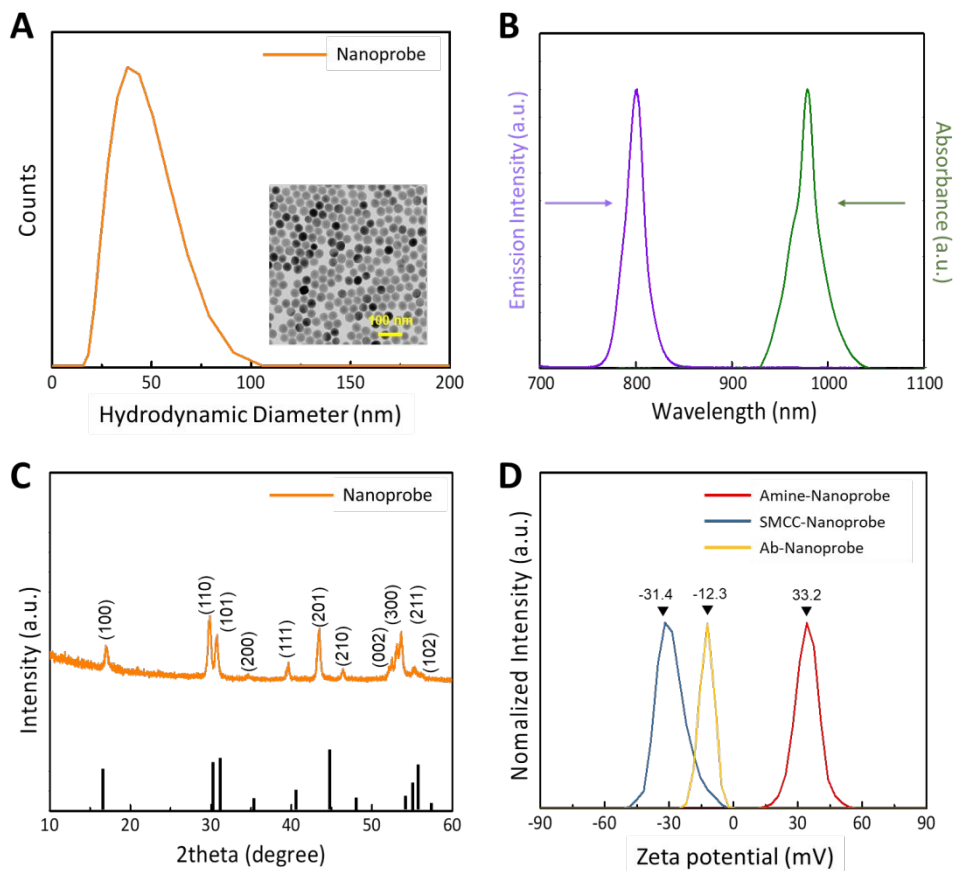 A
Nanoprobe
Counts
100 nm
0
50
100
150
200
Hydrodynamic Diameter (nm)
B
Emission Intensity (a.u.)
Absorbance (a.u.)
700
800
900
1000
1100
Wavelength (nm)
C
Nanoprobe
Intensity (a.u.)
(100)
(110)
(101)
(200)
(111)
(201)
(210)
(002)
(300)
(211)
(102)
10
20
30
40
50
60
2theta (degree)
D
Amine-Nanoprobe
SMCC-Nanoprobe
Ab-Nanoprobe
Nomalized Intensity (a.u.)
-31.4
-12.3
33.2
-90
-60
-30
0
30
60
90
Zeta potential (mV)